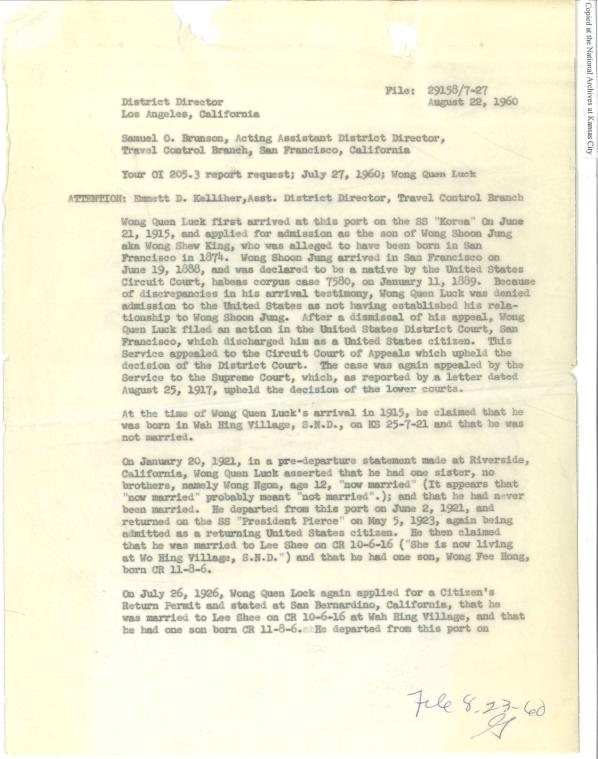 Copied at the National Archives at Kansas City
File: 29158/7-27
District Director August 22, 1960
Los Angeles, California
Samuel O. Brunson, Acting Assistant District Director,
Travel Control Branch, San Francisco, California
Your OI 205.3 report request; July 27, 1960; Wong Quen Luck
ATTENTION: Emmett D. Kelliher,Asst. District Director, Travel Control Branch
Wong Quen Luck first arrived at this port on the SS "Korea" On June
21, 1915, and applied for admission as the son of Wong Shoon Jung
aka Wong Shew King, who was alleged to have been born in San
Francisco in 1874. Wong Shoon Jung arrived in San Francisco on
June 19, 1888, and was declared to be a native by the United States
Circuit Court, habeas corpus case 7580, on January 11, 1889. Because
of discrepancies in his arrival testimony, Wong Quen Luck was denied
admission to the United States as not having established his rela-
tionship to Wong Shoon Jung. After a dismissal of his appeal, Wong
Quen Luck filed an action in the United States District Court, San
Francisco, which discharged him as a United States citizen. This
Service appealed to the Circuit Court of Appeals which upheld the
decision of the District Court. The case was again appealed by the
Service to the Supreme Court, which, as reported by a letter dated
August 25, 1917, upheld the decision of the lower courts.
At the time of Wong Quen Luck's arrival in 1915, he claimed that he
was born in Wah Hing Village, S.N.D., on KS 25-7-21 and that he was
not married.
On January 20, 1921, in a pre-departure statement made at Riverside,
California, Wong Quen Luck asserted that he had one sister, no
brothers, namely Wong Ngon, age 12, "now married" (It appears that
"now married" probably meant "not married".); and that he had never
been married. He departed from this port on June 2, 1921, and
returned on the SS "President Pierce" on May 5, 1923, again being
admitted as a returning United States citizen. He then claimed
that he was married to Lee Shee on CR 10-6-16 ("She is now living
at Wo Hing Village, S.N.D.") and that he had one son, Wong Fee Hong,
born CR 11-8-6.
On July 26, 1926, Wong Quen Lock again applied for a Citizen's
Return Permit and stated at San Bernardino, California, that he
was married to Lee Shee on CR 10-6-16 at Wah Hing Village, and that
he had one son born CR 11-8-6. He departed from this port on
File 8-23-60